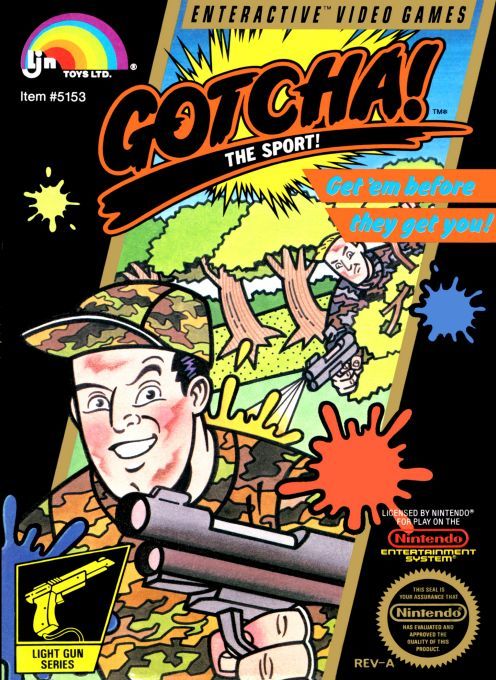 ENTERACTIVE™ VIDEO GAMES
LJN
TOYS LTD.®
Item #5153
GOTCHA!™
THE SPORT!
Get 'em before
they get you!
LICENSED BY NINTENDO®
FOR PLAY ON THE
Nintendo®
ENTERTAINMENT
SYSTEM®
THIS SEAL IS
YOUR ASSURANCE THAT
Nintendo®
HAS EVALUATED AND
APPROVED THE
QUALITY OF THIS
PRODUCT.
LIGHT GUN
SERIES
REV-A